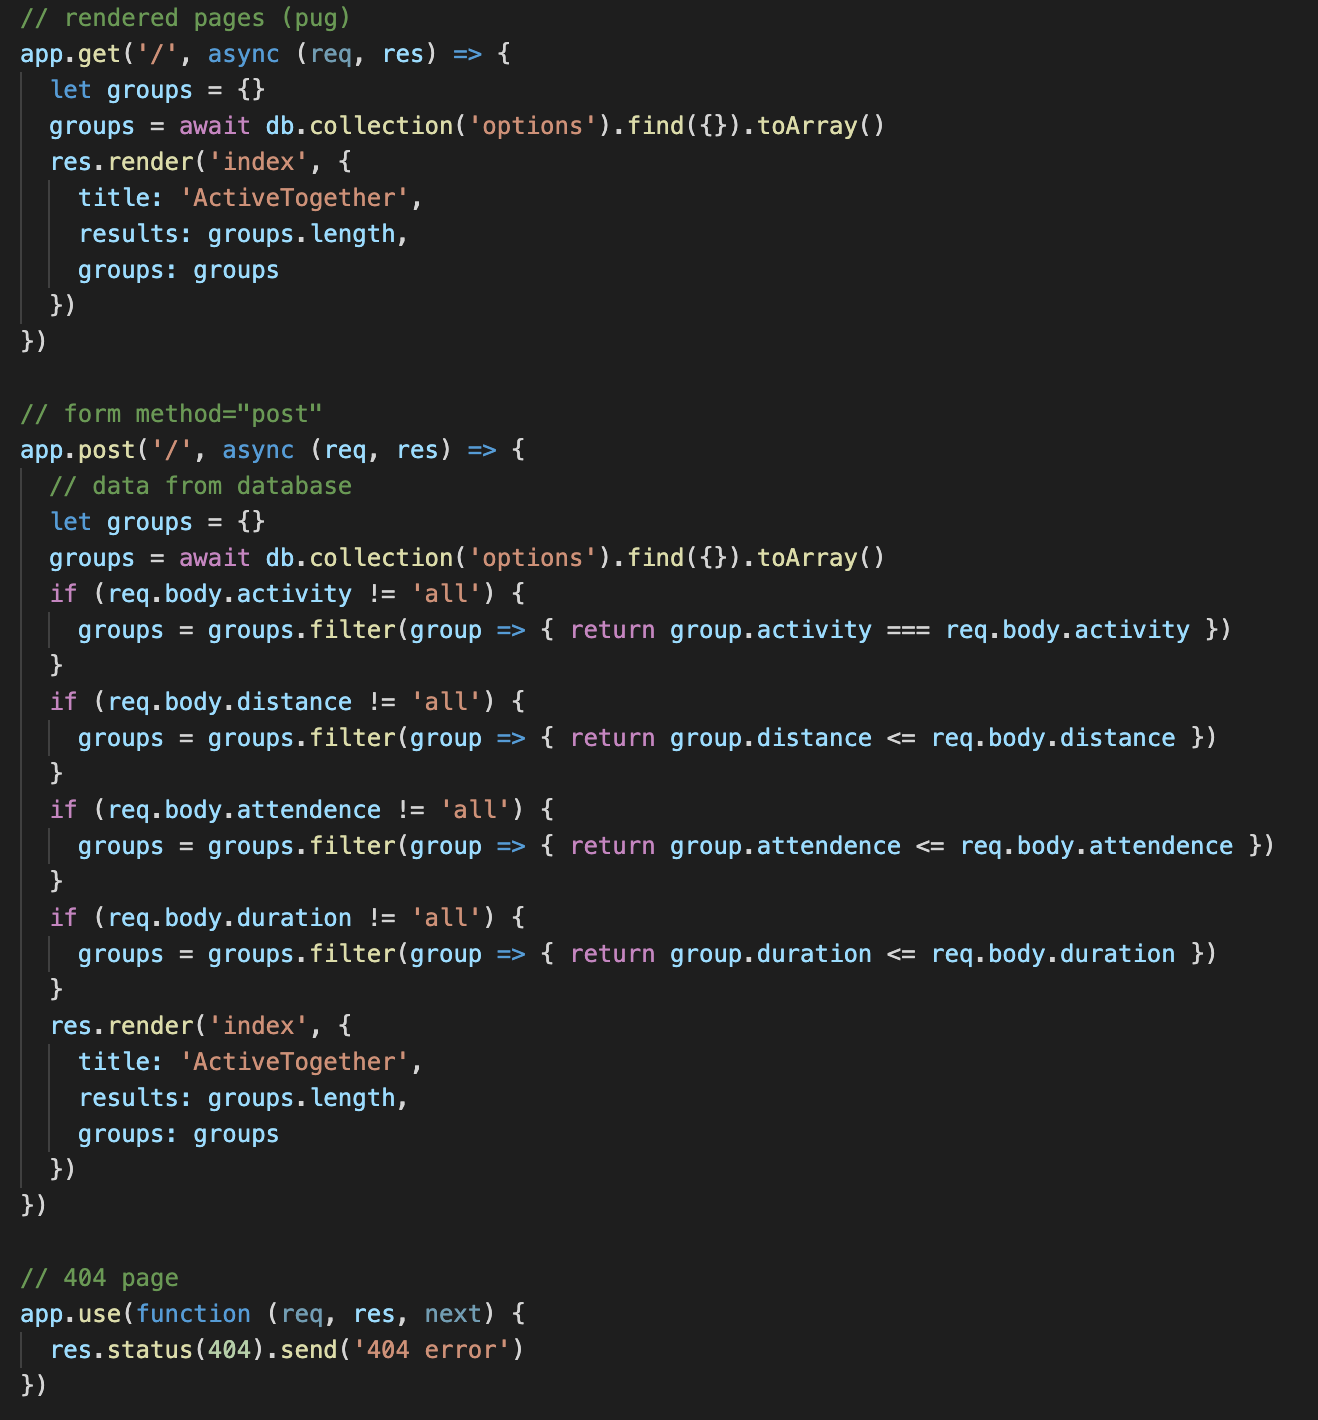 // rendered pages (pug)
app.get('/', async (req, res) => {
  let groups = {}
  groups = await db.collection('options').find({}).toArray()
  res.render('index', {
    title: 'ActiveTogether',
    results: groups.length,
    groups: groups
  })
})

// form method="post"
app.post('/', async (req, res) => {
  // data from database
  let groups = {}
  groups = await db.collection('options').find({}).toArray()
  if (req.body.activity != 'all') {
    groups = groups.filter(group => { return group.activity === req.body.activity })
  }
  if (req.body.distance != 'all') {
    groups = groups.filter(group => { return group.distance <= req.body.distance })
  }
  if (req.body.attendence != 'all') {
    groups = groups.filter(group => { return group.attendence <= req.body.attendence })
  }
  if (req.body.duration != 'all') {
    groups = groups.filter(group => { return group.duration <= req.body.duration })
  }
  res.render('index', {
    title: 'ActiveTogether',
    results: groups.length,
    groups: groups
  })
})

// 404 page
app.use(function (req, res, next) {
  res.status(404).send('404 error')
})